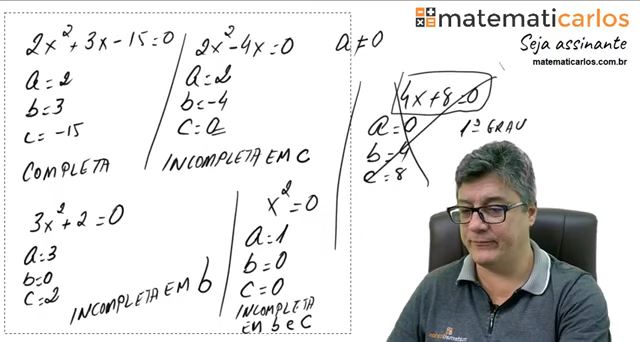 matematicarlos
Seja assinante
matematicarlos.com.br
2x²+3x-15=0
a=2
b=3
c=-15
COMPLETA
2x²-4x=0
a=2
b=-4
c=0
INCOMPLETA EM C
a≠0
4x+8=0
a=0
b=4
c=8
1º GRAU
3x²+2=0
a=3
b=0
c=2
INCOMPLETA EM b
x²=0
a=1
b=0
c=0
INCOMPLETA
EM b e C